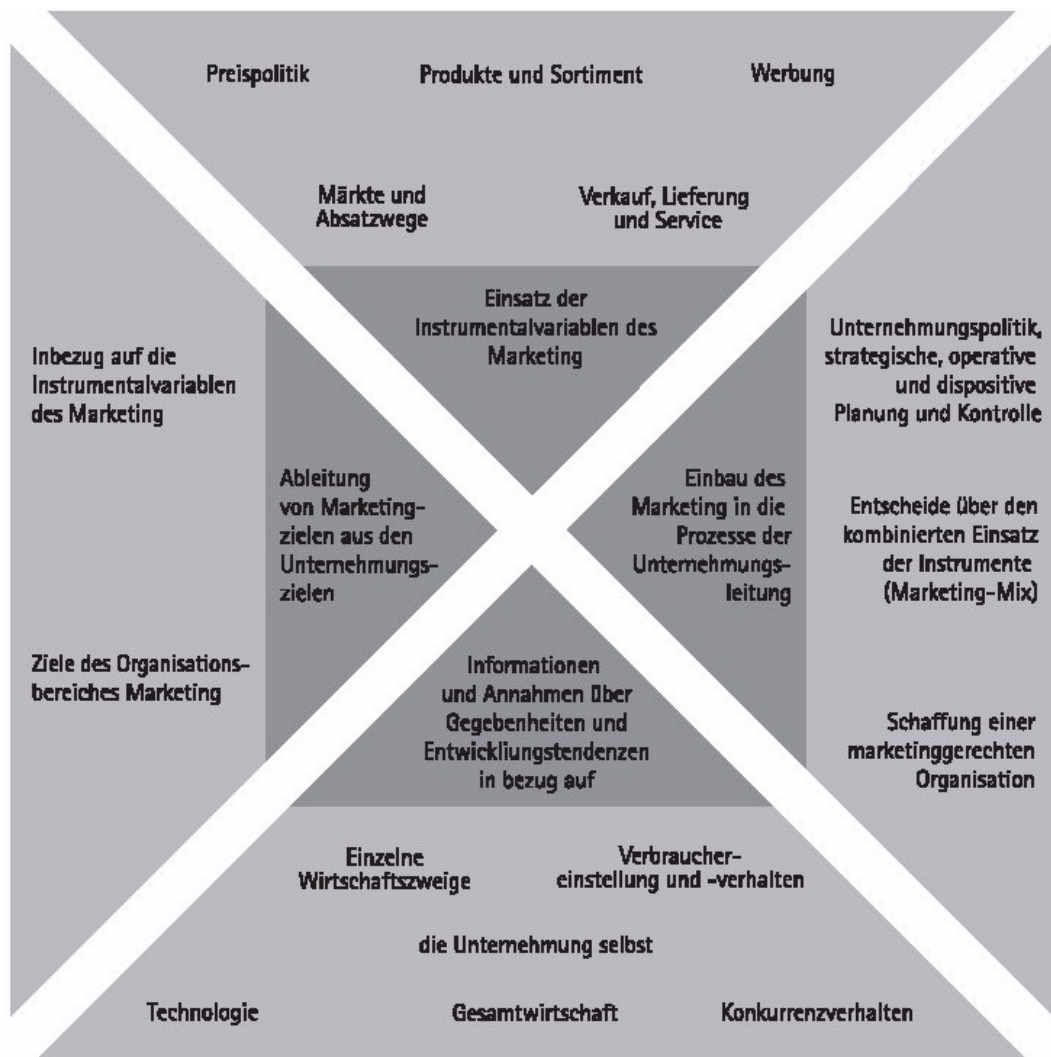 Preispolitik
Produkte und Sortiment
Werbung
Märkte und
Absatzwege
Verkauf, Lieferung
und Service
Einsatz der
Instrumentalvariablen des
Marketing
Inbezug auf die
Instrumentalvariablen
des Marketing
Ziele des Organisations-
bereiches Marketing
Ableitung
von Marketing-
zielen aus den
Unternehmungs-
zielen
Einbau des
Marketing in die
Prozesse der
Unternehmungs-
leitung
Unternehmungspolitik,
strategische, operative
und dispositive
Planung und Kontrolle
Entscheide über den
kombinierten Einsatz
der Instrumente
(Marketing-Mix)
Schaffung einer
marketinggerechten
Organisation
Informationen
und Annahmen über
Gegebenheiten und
Entwickliungstendenzen
in bezug auf
Einzelne
Wirtschaftszweige
Verbraucher-
einstellung und -verhalten
die Unternehmung selbst
Technologie
Gesamtwirtschaft
Konkurrenzverhalten